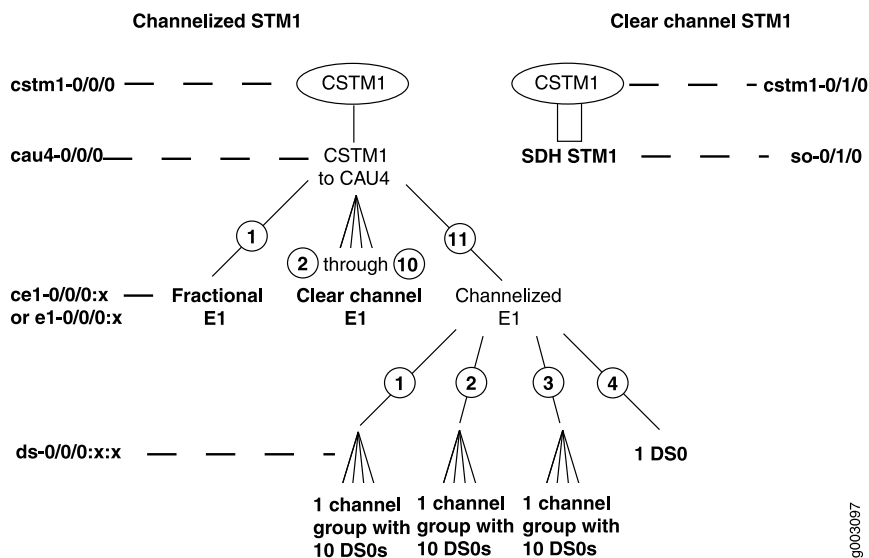 Channelized STM1
Clear channel STM1
cstm1-0/0/0
CSTM1
CSTM1
cstm1-0/1/0
cau4-0/0/0
CSTM1
to CAU4
SDH STM1
so-0/1/0
1
11
2 through 10
ce1-0/0/0:x
or e1-0/0/0:x
Fractional
E1
Clear channel
E1
Channelized
E1
1
2
3
4
ds-0/0/0:x:x
1 DS0
1 channel
group with
10 DS0s
1 channel
group with
10 DS0s
1 channel
group with
10 DS0s
g003097